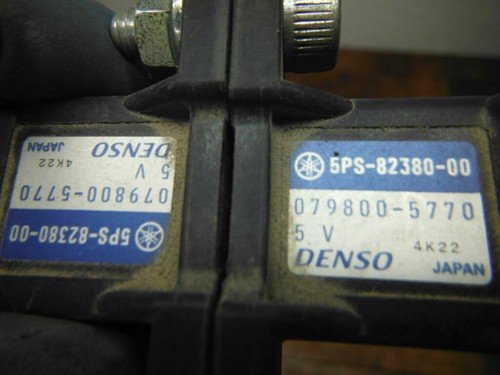 5PS-82380-00
079800-5770
5 V
DENSO 4K22
JAPAN
5PS-82380-00
079800-5770
5 V
DENSO 4K22
JAPAN